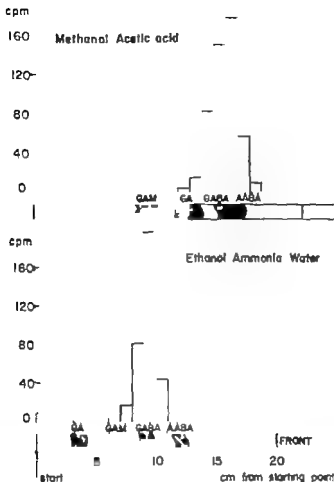 cpm
160
Methanol Acetic acid
120
80
40
0
GAM GA GABA AABA
cpm
Ethanol Ammonia Water
160
120
80
40
0
GA GAM GABA AABA
FRONT
5 10 15 20
start cm from starting point